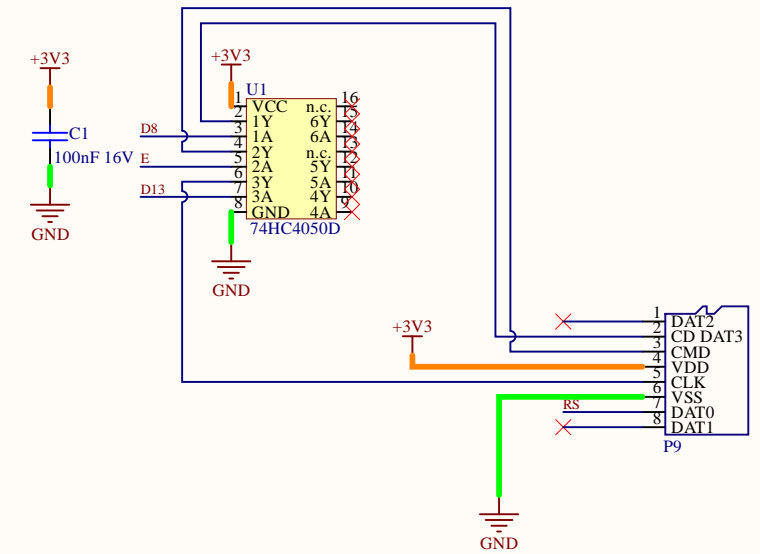 +3V3
C1
100nF 16V
GND
+3V3
U1
1 VCC n.c. 16
2 1Y 6Y 15
D8 3 1A 6A 14
4 2Y n.c. 13
E 5 2A 5Y 12
6 3Y 5A 11
D13 7 3A 4Y 10
8 GND 4A 9
74HC4050D
GND
+3V3
1 DAT2
2 CD DAT3
3 CMD
4 VDD
5 CLK
6 VSS
RS 7 DAT0
8 DAT1
P9
GND